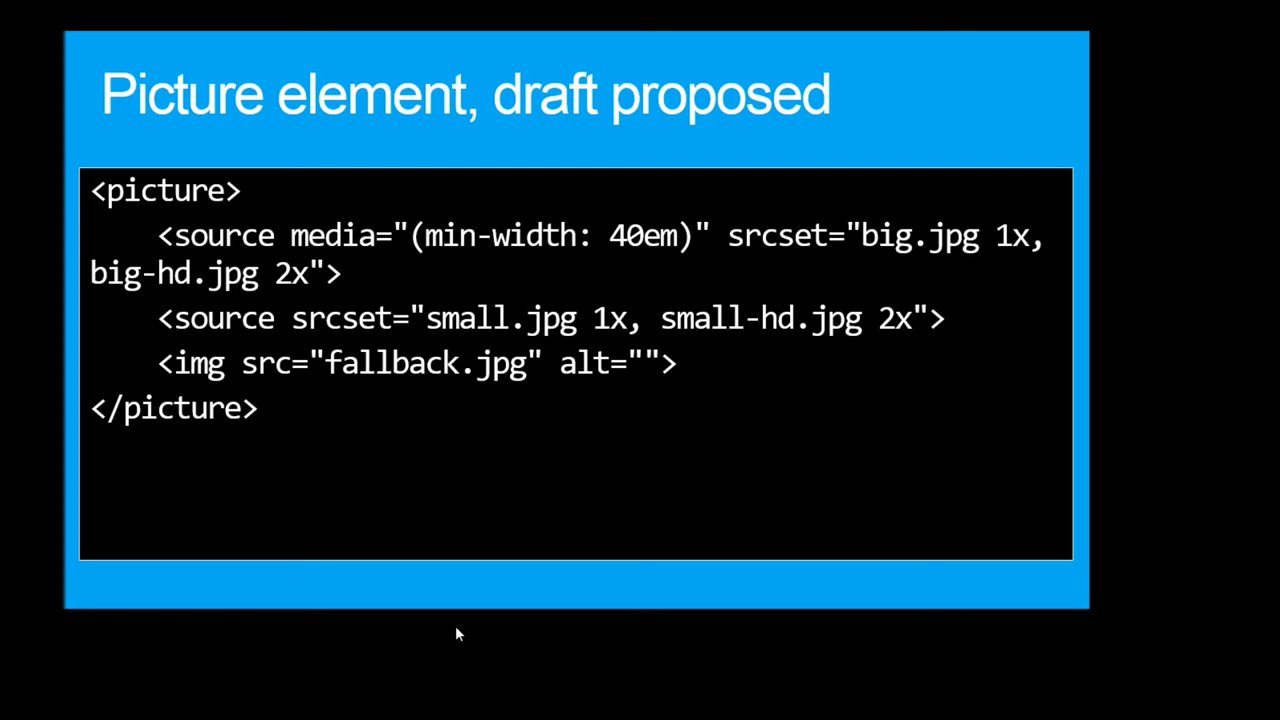 Picture element, draft proposed
<picture>
<source media="(min-width: 40em)" srcset="big.jpg 1x,
big-hd.jpg 2x">
<source srcset="small.jpg 1x, small-hd.jpg 2x">
<img src="fallback.jpg" alt="">
</picture>